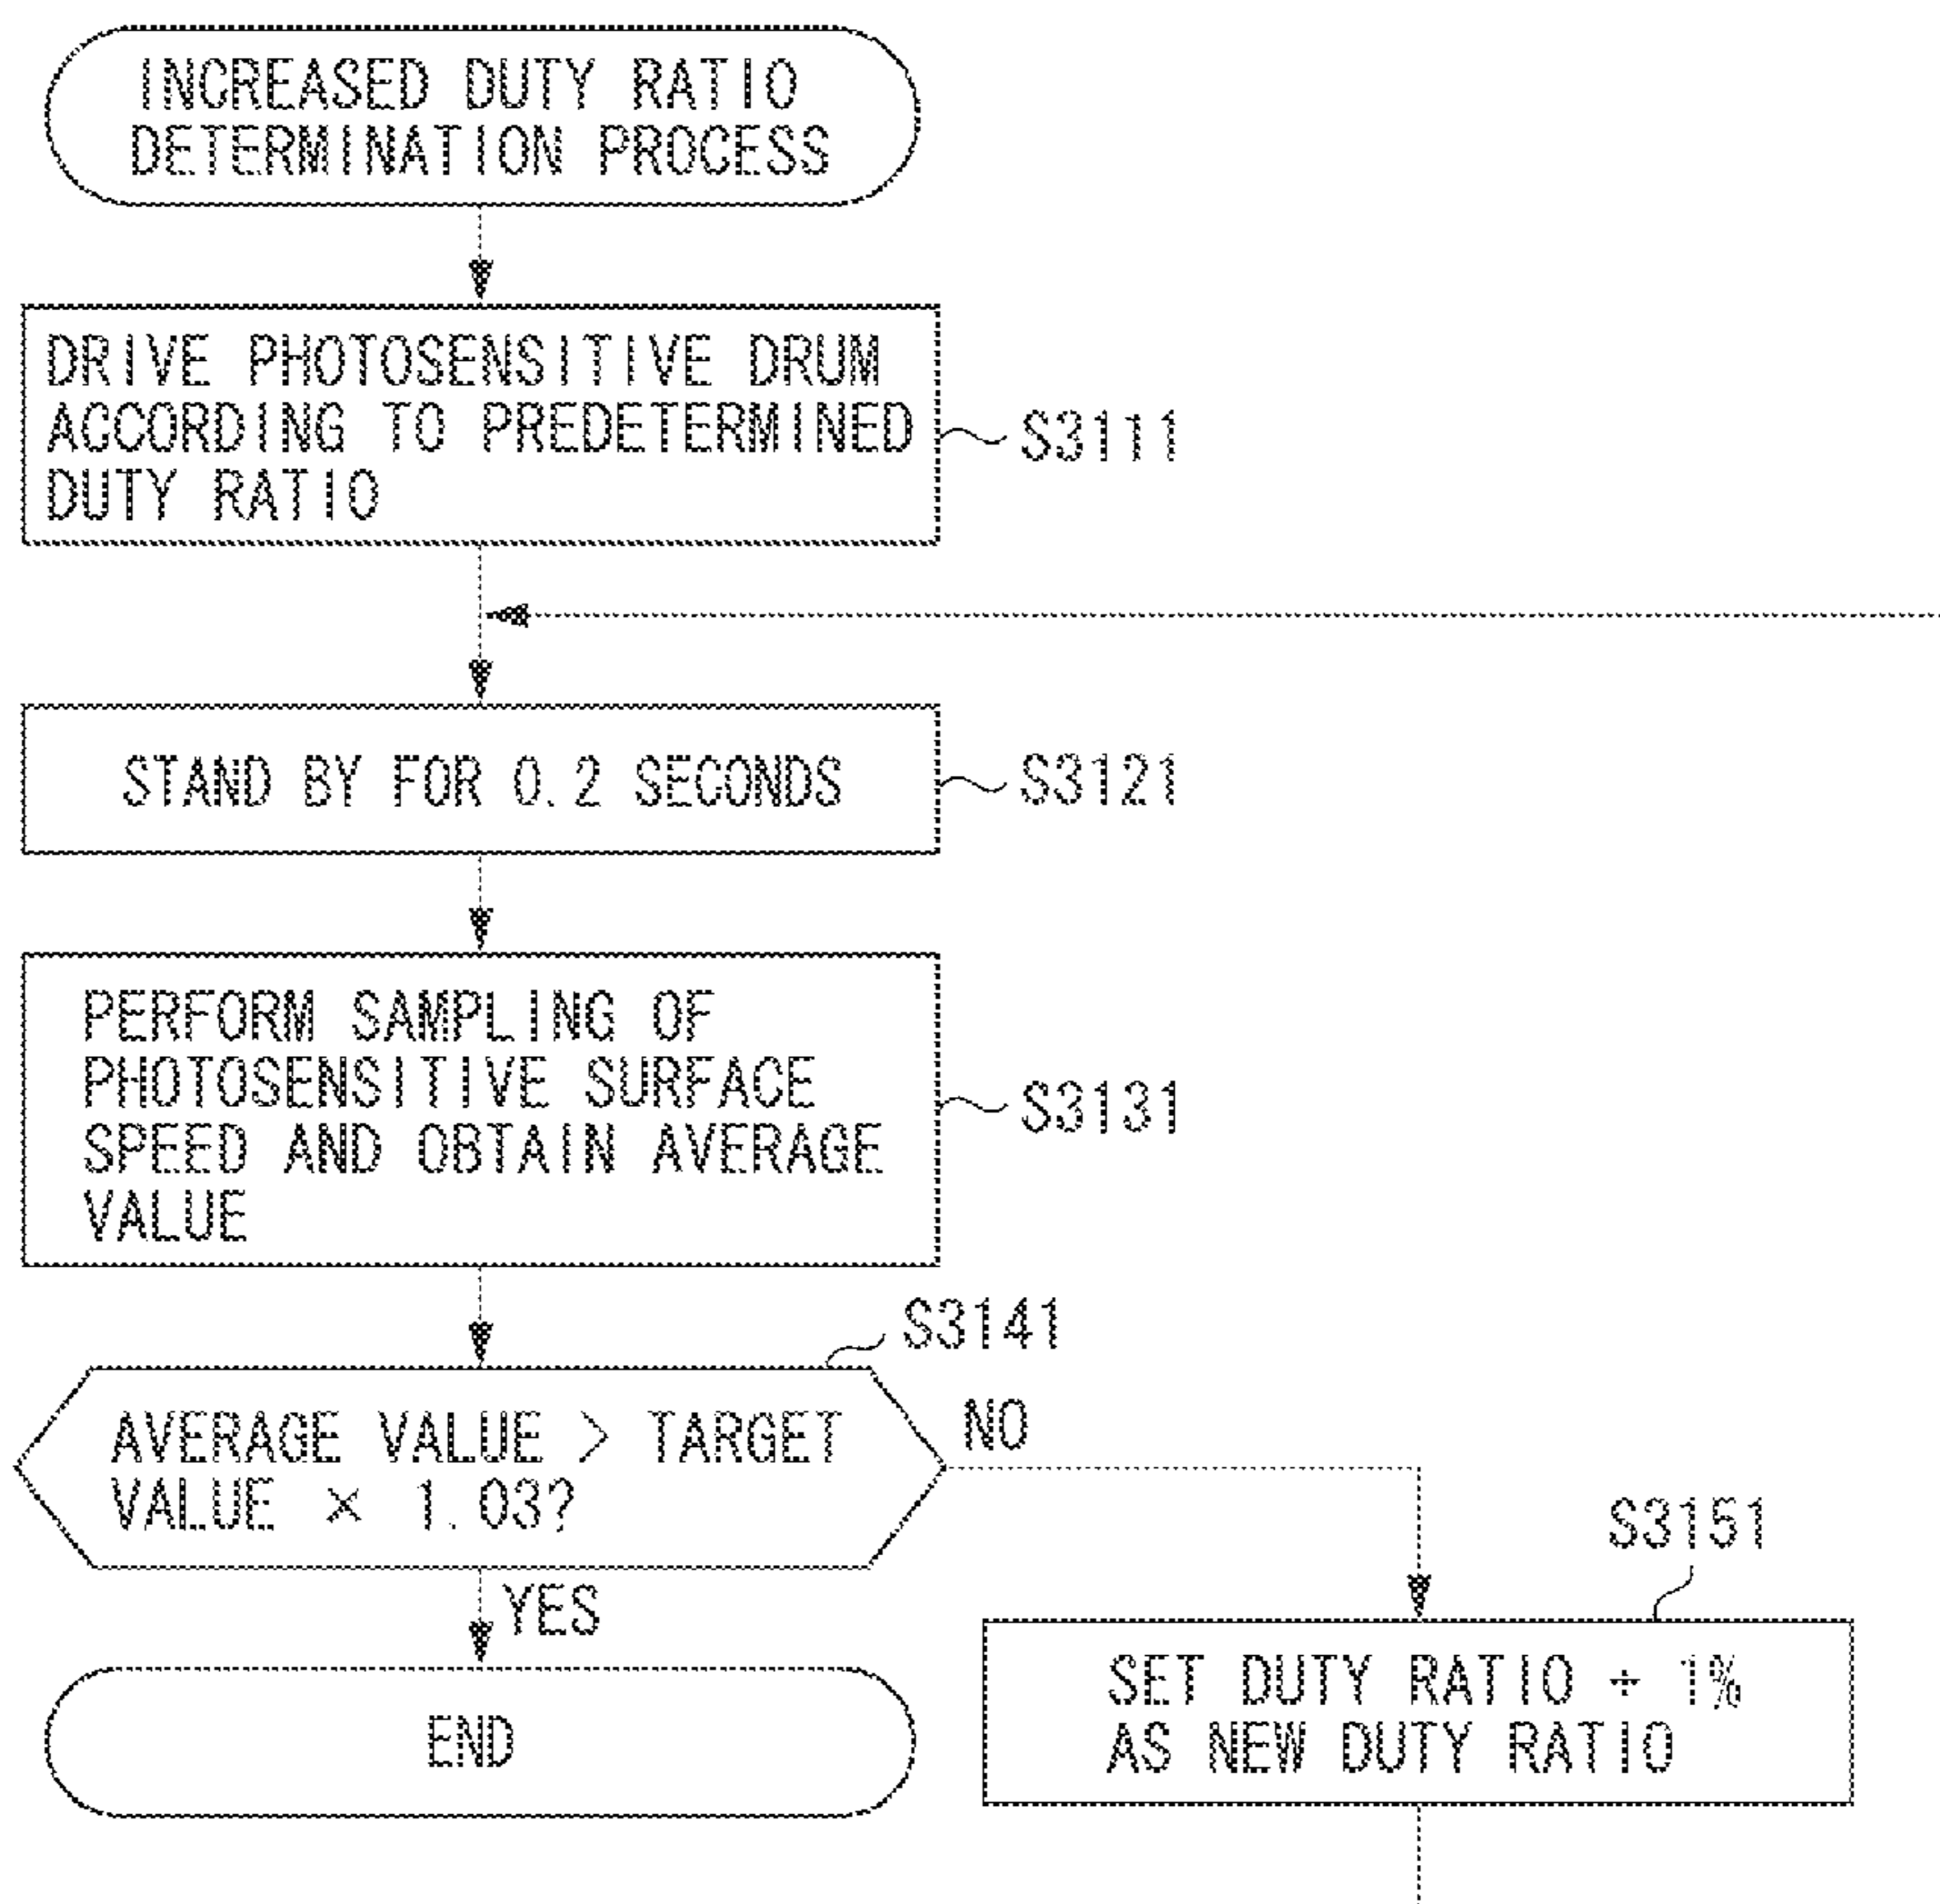 INCREASED DUTY RATIO
DETERMINATION PROCESS
DRIVE PHOTOSENSITIVE DRUM
ACCORDING TO PREDETERMINED
DUTY RATIO
S3111
STAND BY FOR 0.2 SECONDS
S3121
PERFORM SAMPLING OF
PHOTOSENSITIVE SURFACE
SPEED AND OBTAIN AVERAGE
VALUE
S3131
S3141
AVERAGE VALUE > TARGET
VALUE × 1.03?
NO
YES
S3151
SET DUTY RATIO + 1%
AS NEW DUTY RATIO
END